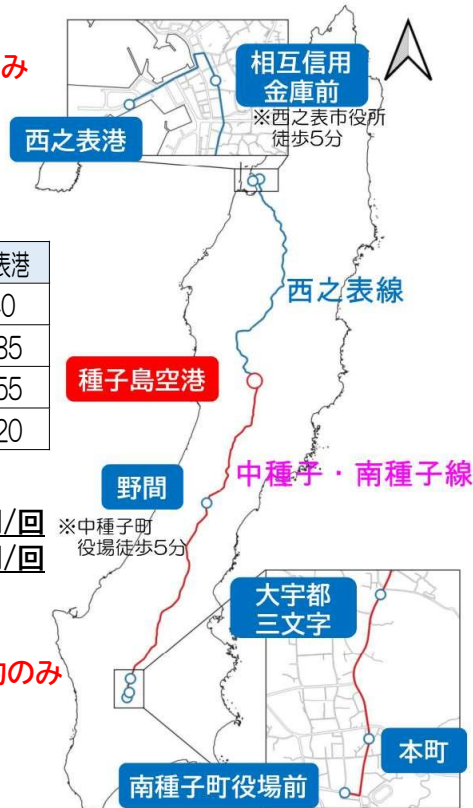 み
相互信用
金庫前
※西之表市役所
徒歩5分
西之表港
表港
西之表線
35
55
20
種子島空港
中種子・南種子線
野間
/回
※中種子町
役場徒歩5分
/回
大宇都
三文字
のみ
本町
南種子町役場前